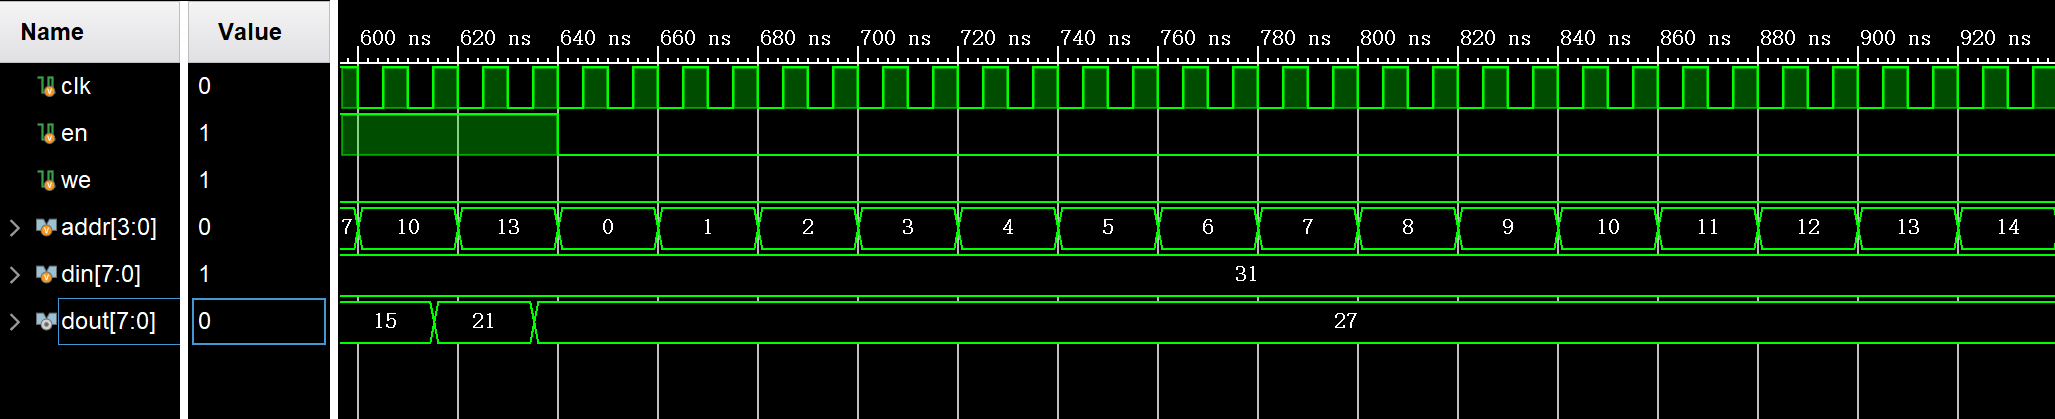 Name Value
600 ns 620 ns 640 ns 660 ns 680 ns 700 ns 720 ns 740 ns 760 ns 780 ns 800 ns 820 ns 840 ns 860 ns 880 ns 900 ns 920 ns
clk 0
en 1
we 1
addr[3:0] 0 7 10 13 0 1 2 3 4 5 6 7 8 9 10 11 12 13 14
din[7:0] 1 31
dout[7:0] 0 15 21 27